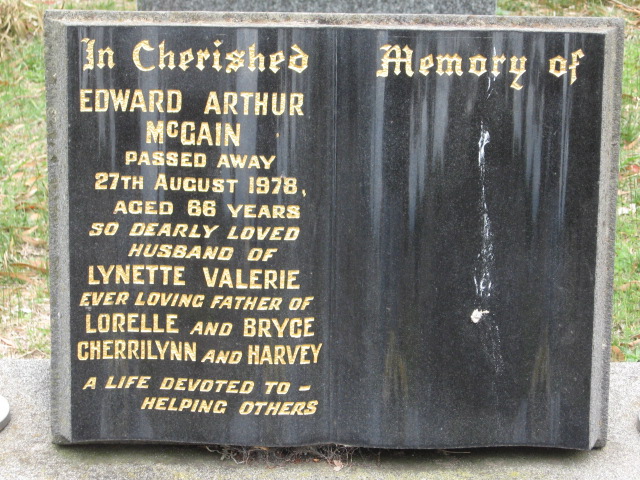 In Cherished Memory of
EDWARD ARTHUR
McGAIN
PASSED AWAY
27TH AUGUST 1978,
AGED 66 YEARS
SO DEARLY LOVED
HUSBAND OF
LYNETTE VALERIE
EVER LOVING FATHER OF
LORELLE AND BRYCE
CHERRILYNN AND HARVEY
A LIFE DEVOTED TO –
HELPING OTHERS